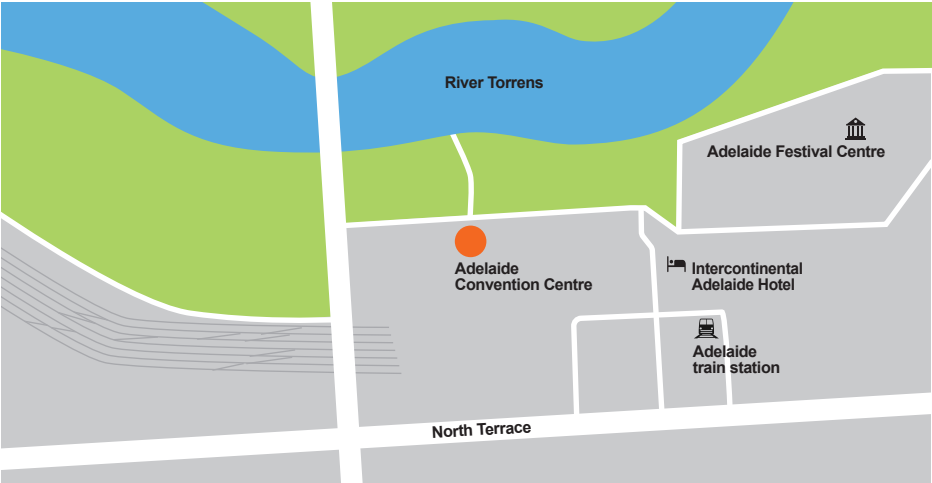 River Torrens
Adelaide Festival Centre
Adelaide
Convention Centre
Intercontinental
Adelaide Hotel
Adelaide
train station
North Terrace